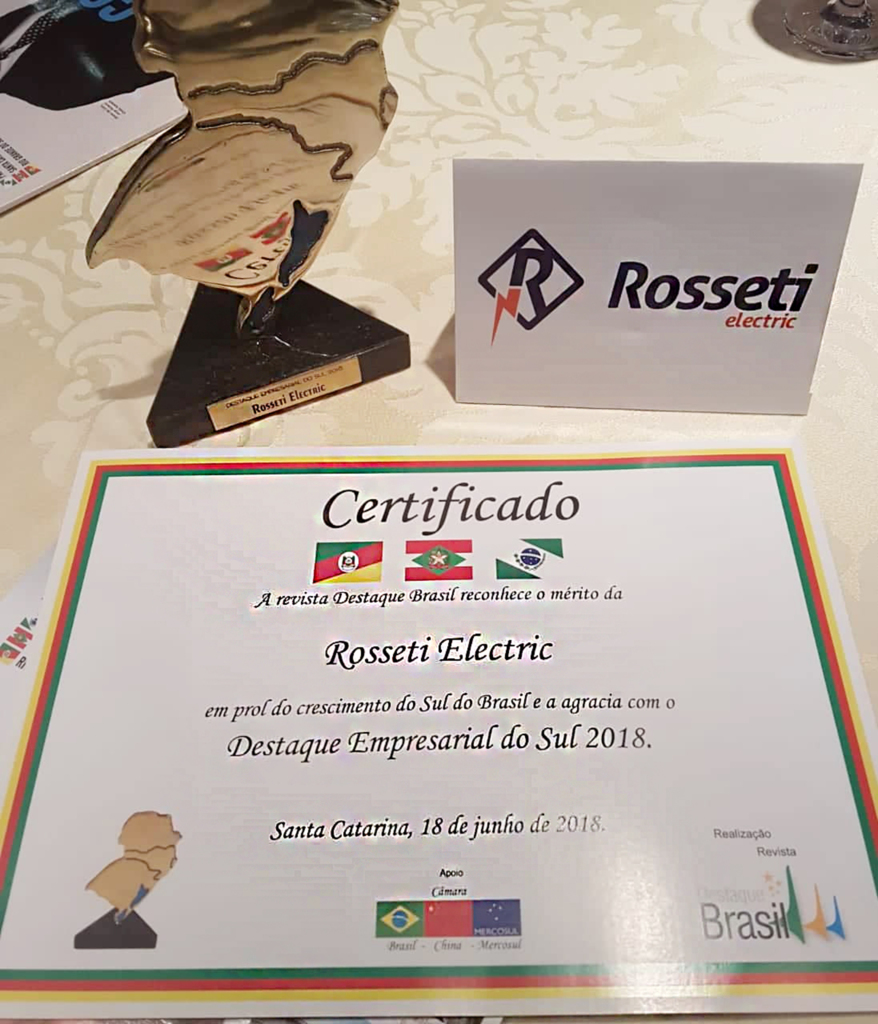 Rosseti
electric
DESTAQUE EMPRESARIAL DO SUL 2018
ROSSETI ELECTRIC
Certificado
A revista Destaque Brasil reconhece o mérito da
Rosseti Electric
em prol do crescimento do Sul do Brasil e a agracia com o
Destaque Empresarial do Sul 2018.
Santa Catarina, 18 de junho de 2018.
Apoio
Câmara
MERCOSUL
Brasil - China - Mercosul
Realização
Revista
Destaque
Brasil